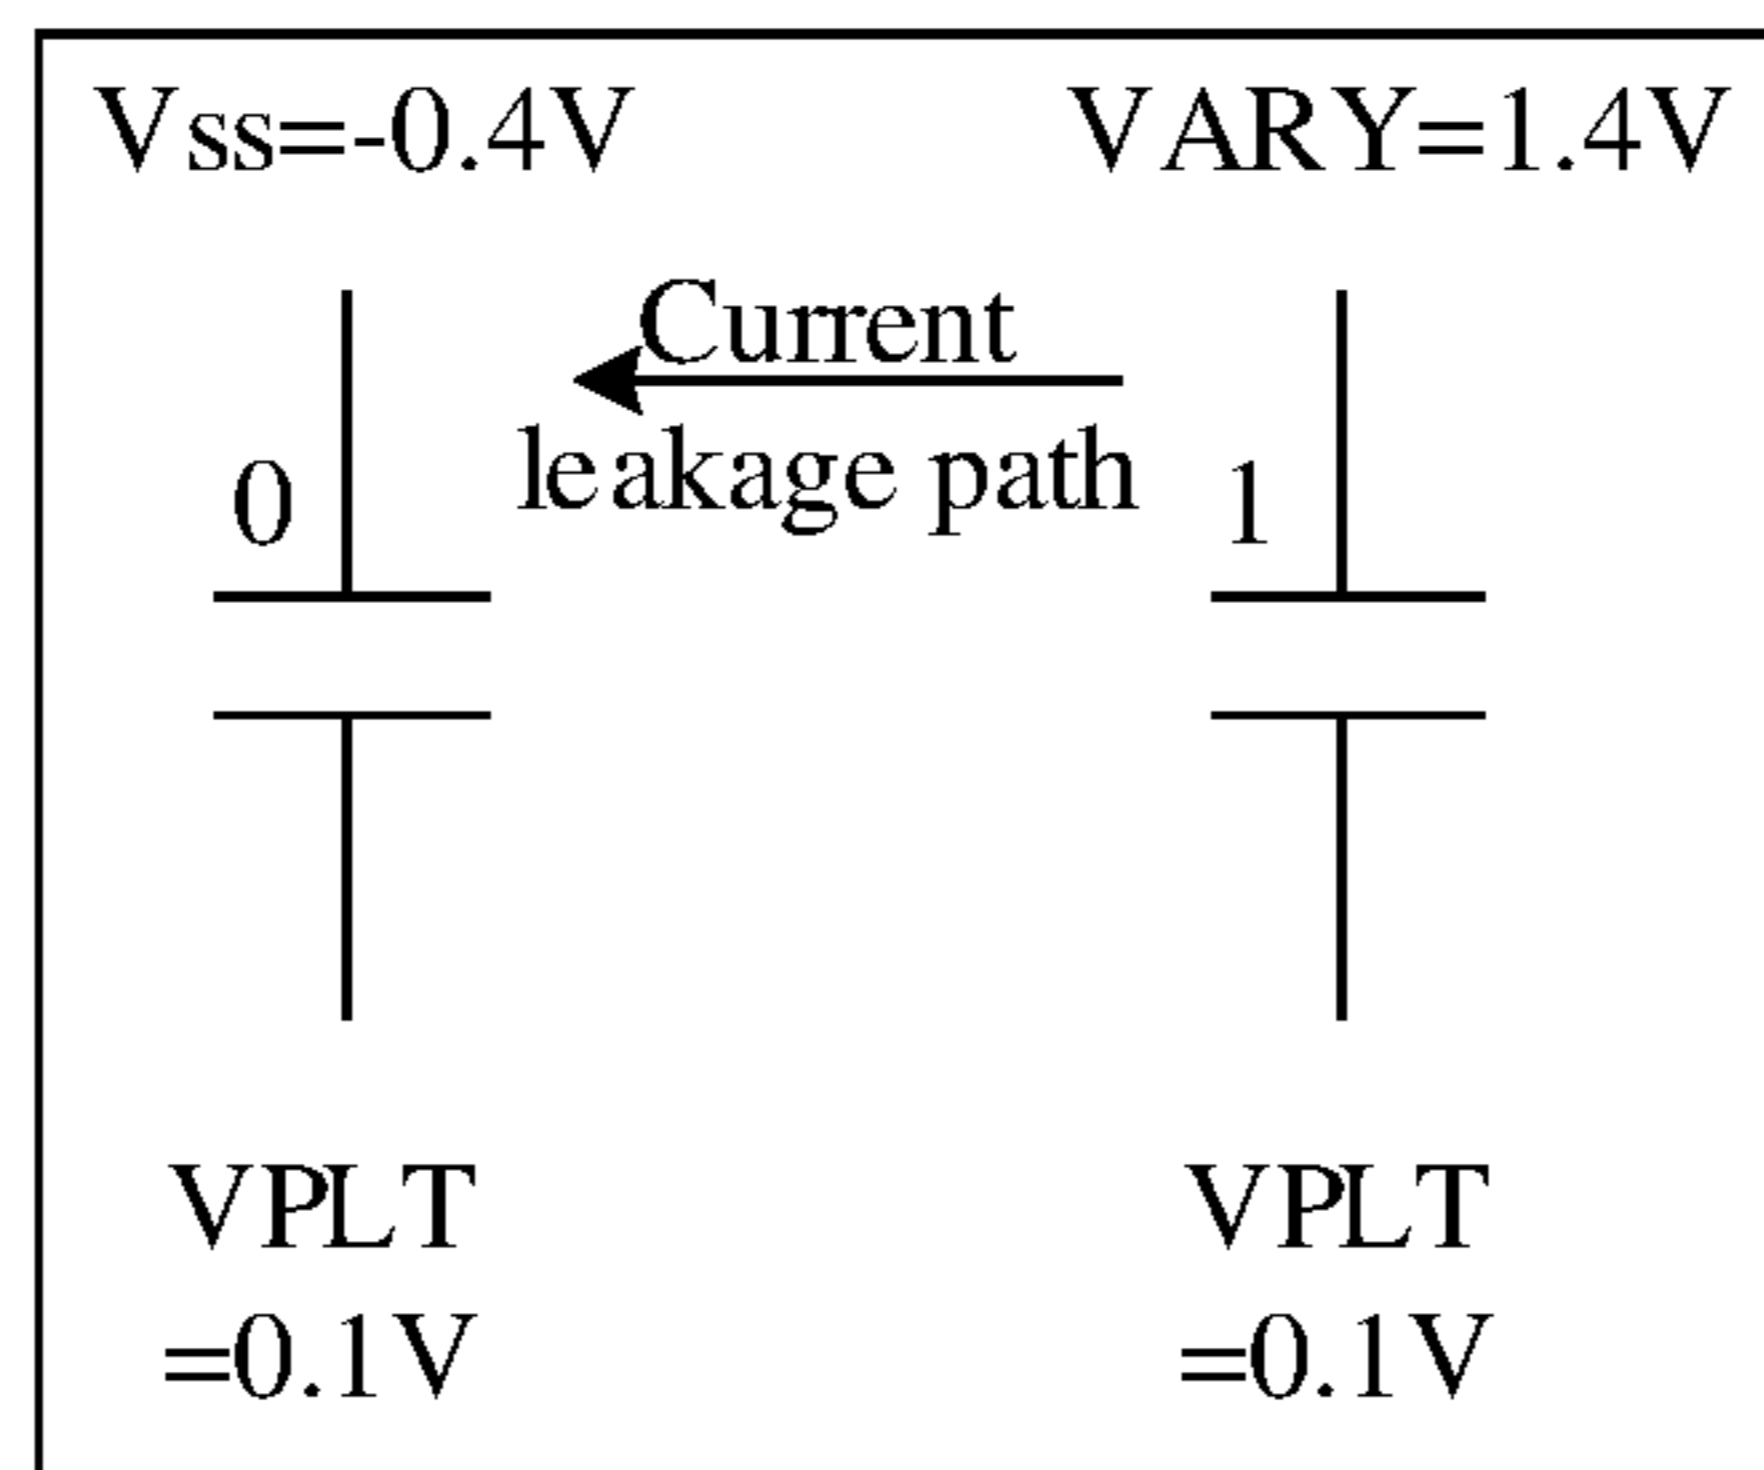 Vss=-0.4V
VARY=1.4V
Current
leakage path
0
1
VPLT
=0.1V
VPLT
=0.1V